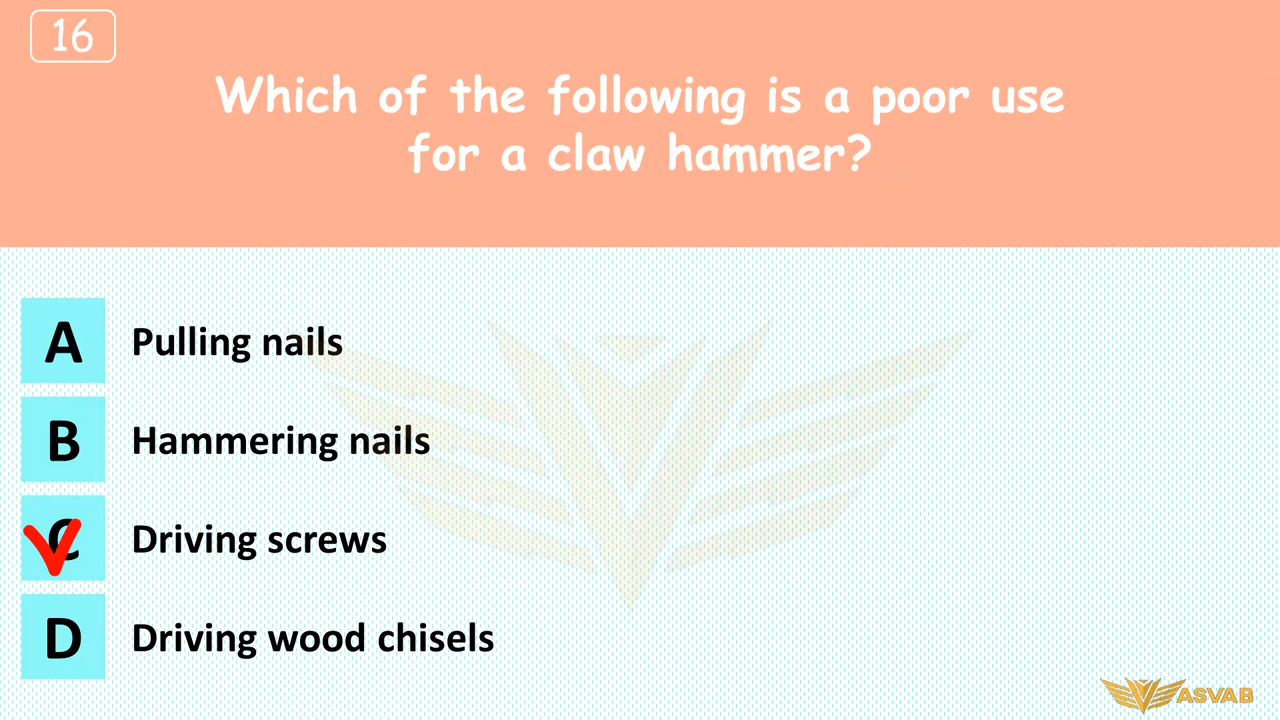 16
Which of the following is a poor use
for a claw hammer?
A Pulling nails
B Hammering nails
C Driving screws
D Driving wood chisels
ASVAB